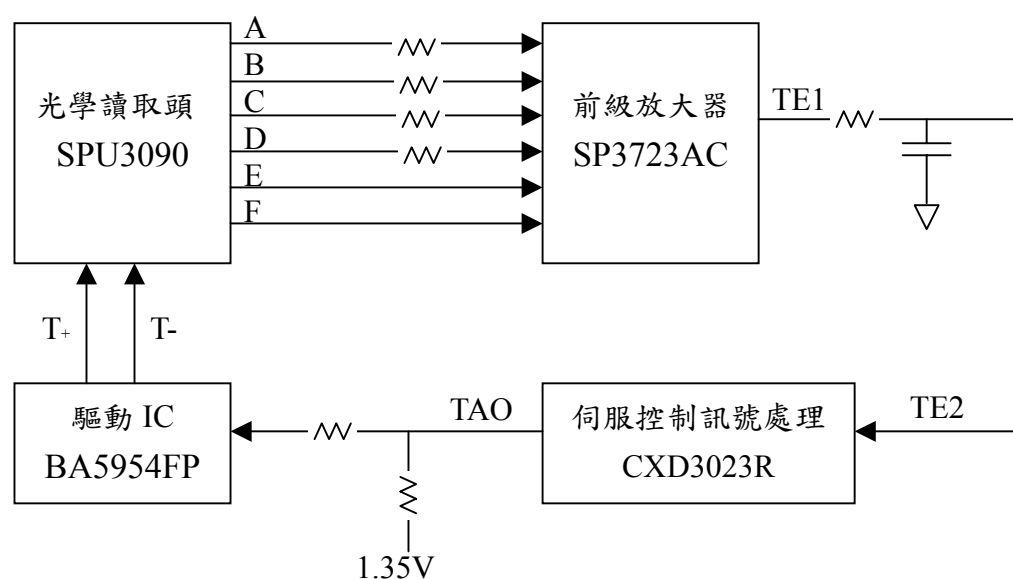 光學讀取頭
SPU3090
A
B
C
D
E
F
前級放大器
SP3723AC
TE1
T+
T-
驅動 IC
BA5954FP
TAO
1.35V
伺服控制訊號處理
CXD3023R
TE2